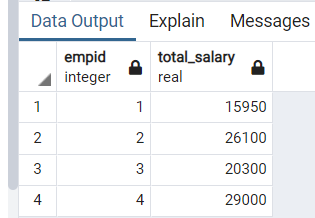 Data Output Explain Messages
empid total_salary
integer real
1 1 15950
2 2 26100
3 3 20300
4 4 29000